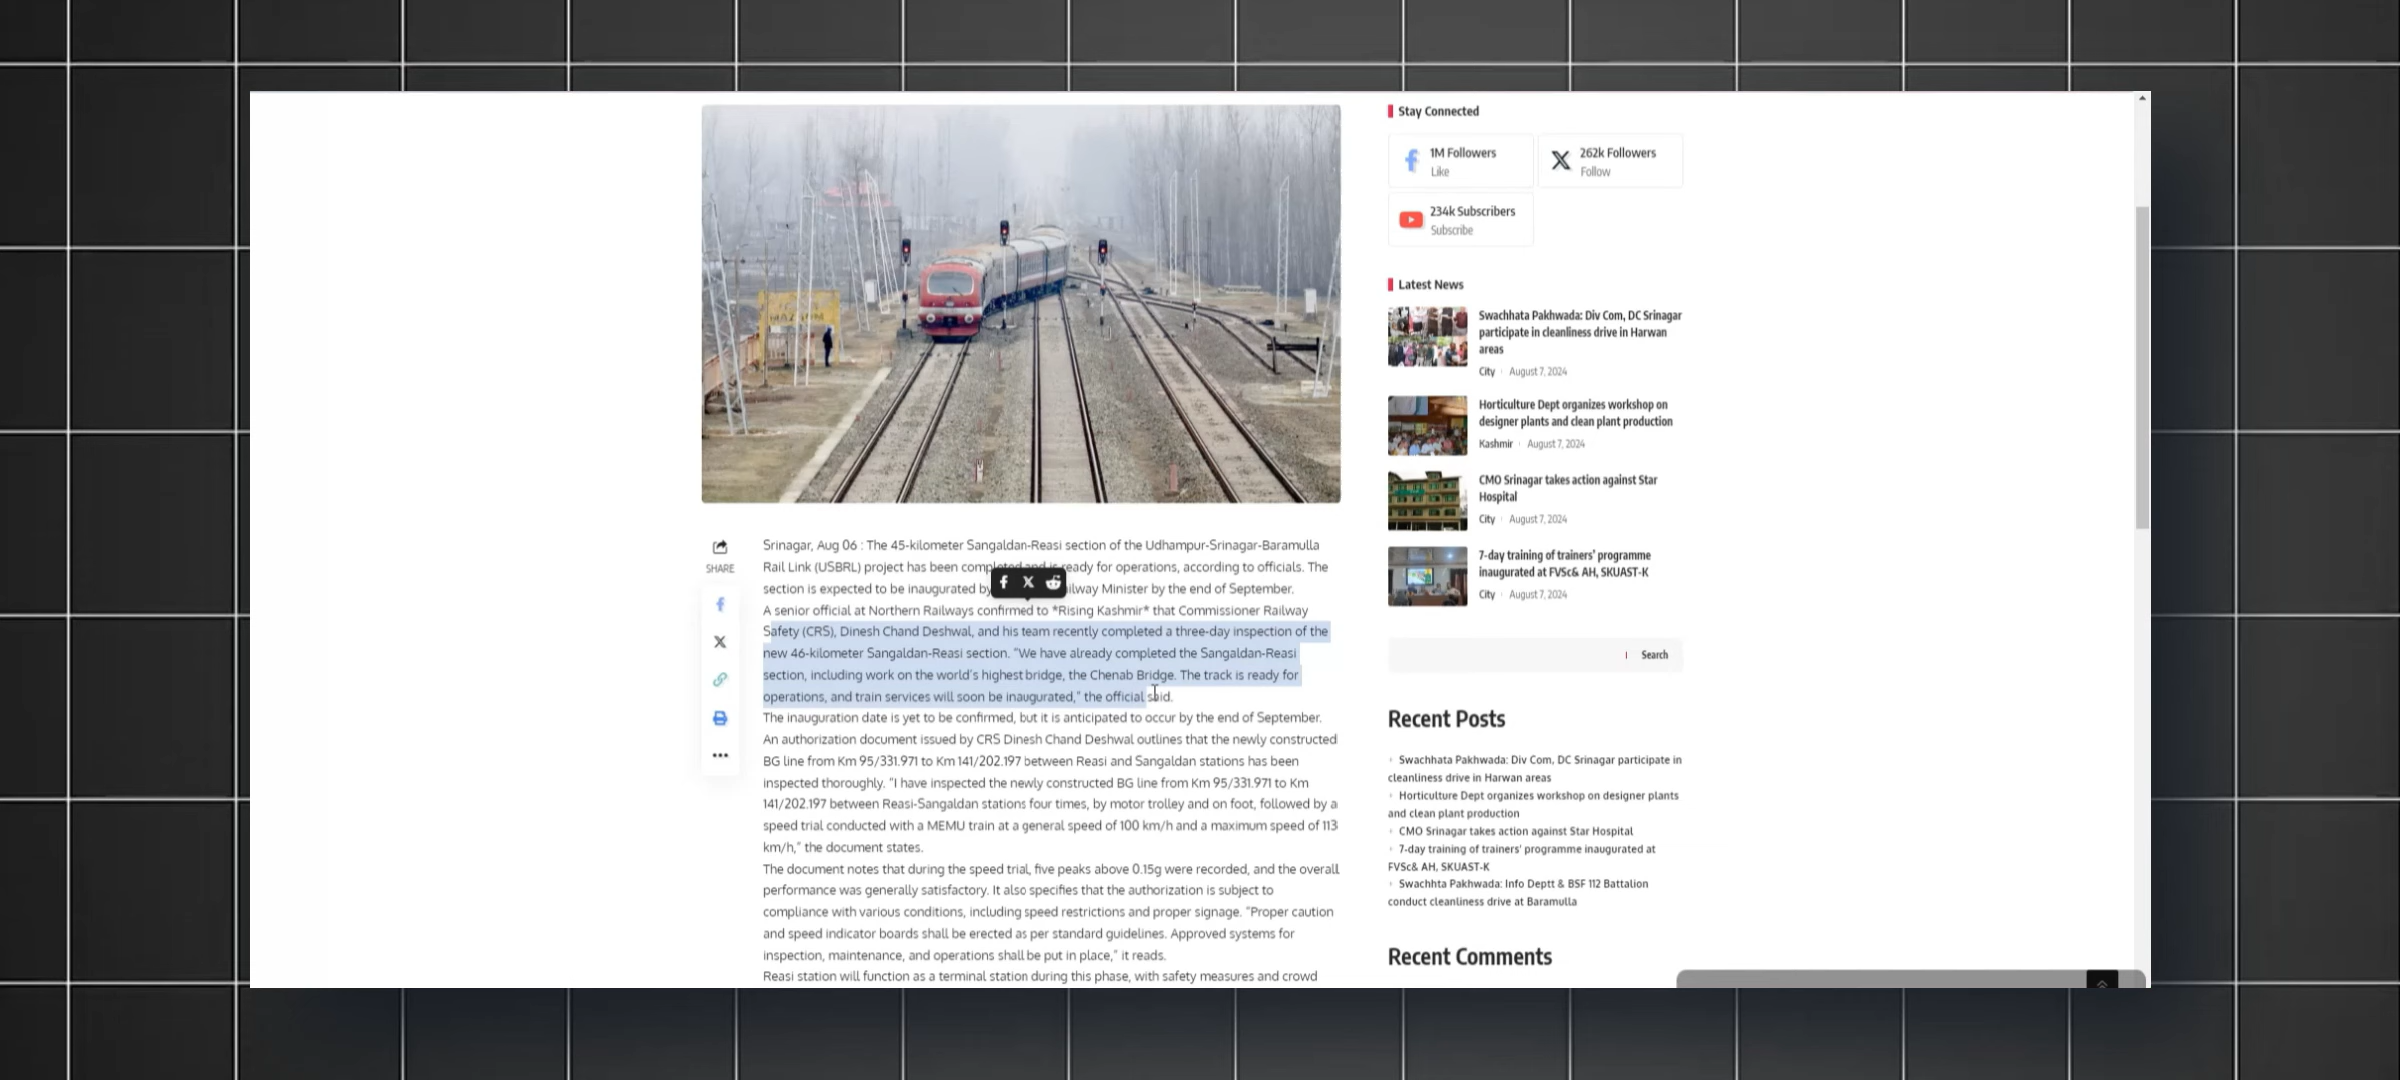 MAZHOM
SHARE
Srinagar, Aug 06 : The 45-kilometer Sangaldan-Reasi section of the Udhampur-Srinagar-Baramulla
Rail Link (USBRL) project has been completed and is ready for operations, according to officials. The
section is expected to be inaugurated by ilway Minister by the end of September.
A senior official at Northern Railways confirmed to *Rising Kashmir* that Commissioner Railway
Safety (CRS), Dinesh Chand Deshwal, and his team recently completed a three-day inspection of the
new 46-kilometer Sangaldan-Reasi section. “We have already completed the Sangaldan-Reasi
section, including work on the world’s highest bridge, the Chenab Bridge. The track is ready for
operations, and train services will soon be inaugurated,” the official said.
The inauguration date is yet to be confirmed, but it is anticipated to occur by the end of September.
An authorization document issued by CRS Dinesh Chand Deshwal outlines that the newly constructed
BG line from Km 95/331.971 to Km 141/202.197 between Reasi and Sangaldan stations has been
inspected thoroughly. “I have inspected the newly constructed BG line from Km 95/331.971 to Km
141/202.197 between Reasi-Sangaldan stations four times, by motor trolley and on foot, followed by a
speed trial conducted with a MEMU train at a general speed of 100 km/h and a maximum speed of 113
km/h,” the document states.
The document notes that during the speed trial, five peaks above 0.15g were recorded, and the overall
performance was generally satisfactory. It also specifies that the authorization is subject to
compliance with various conditions, including speed restrictions and proper signage. “Proper caution
and speed indicator boards shall be erected as per standard guidelines. Approved systems for
inspection, maintenance, and operations shall be put in place,” it reads.
Reasi station will function as a terminal station during this phase, with safety measures and crowd
Stay Connected
1M Followers
Like
262k Followers
Follow
234k Subscribers
Subscribe
Latest News
Swachhata Pakhwada: Div Com, DC Srinagar
participate in cleanliness drive in Harwan
areas
City August 7, 2024
Horticulture Dept organizes workshop on
designer plants and clean plant production
Kashmir August 7, 2024
CMO Srinagar takes action against Star
Hospital
City August 7, 2024
7-day training of trainers’ programme
inaugurated at FVSc& AH, SKUAST-K
City August 7, 2024
Search
Recent Posts
Swachhata Pakhwada: Div Com, DC Srinagar participate in
cleanliness drive in Harwan areas
Horticulture Dept organizes workshop on designer plants
and clean plant production
CMO Srinagar takes action against Star Hospital
7-day training of trainers’ programme inaugurated at
FVSc& AH, SKUAST-K
Swachhta Pakhwada: Info Deptt & BSF 112 Battalion
conduct cleanliness drive at Baramulla
Recent Comments